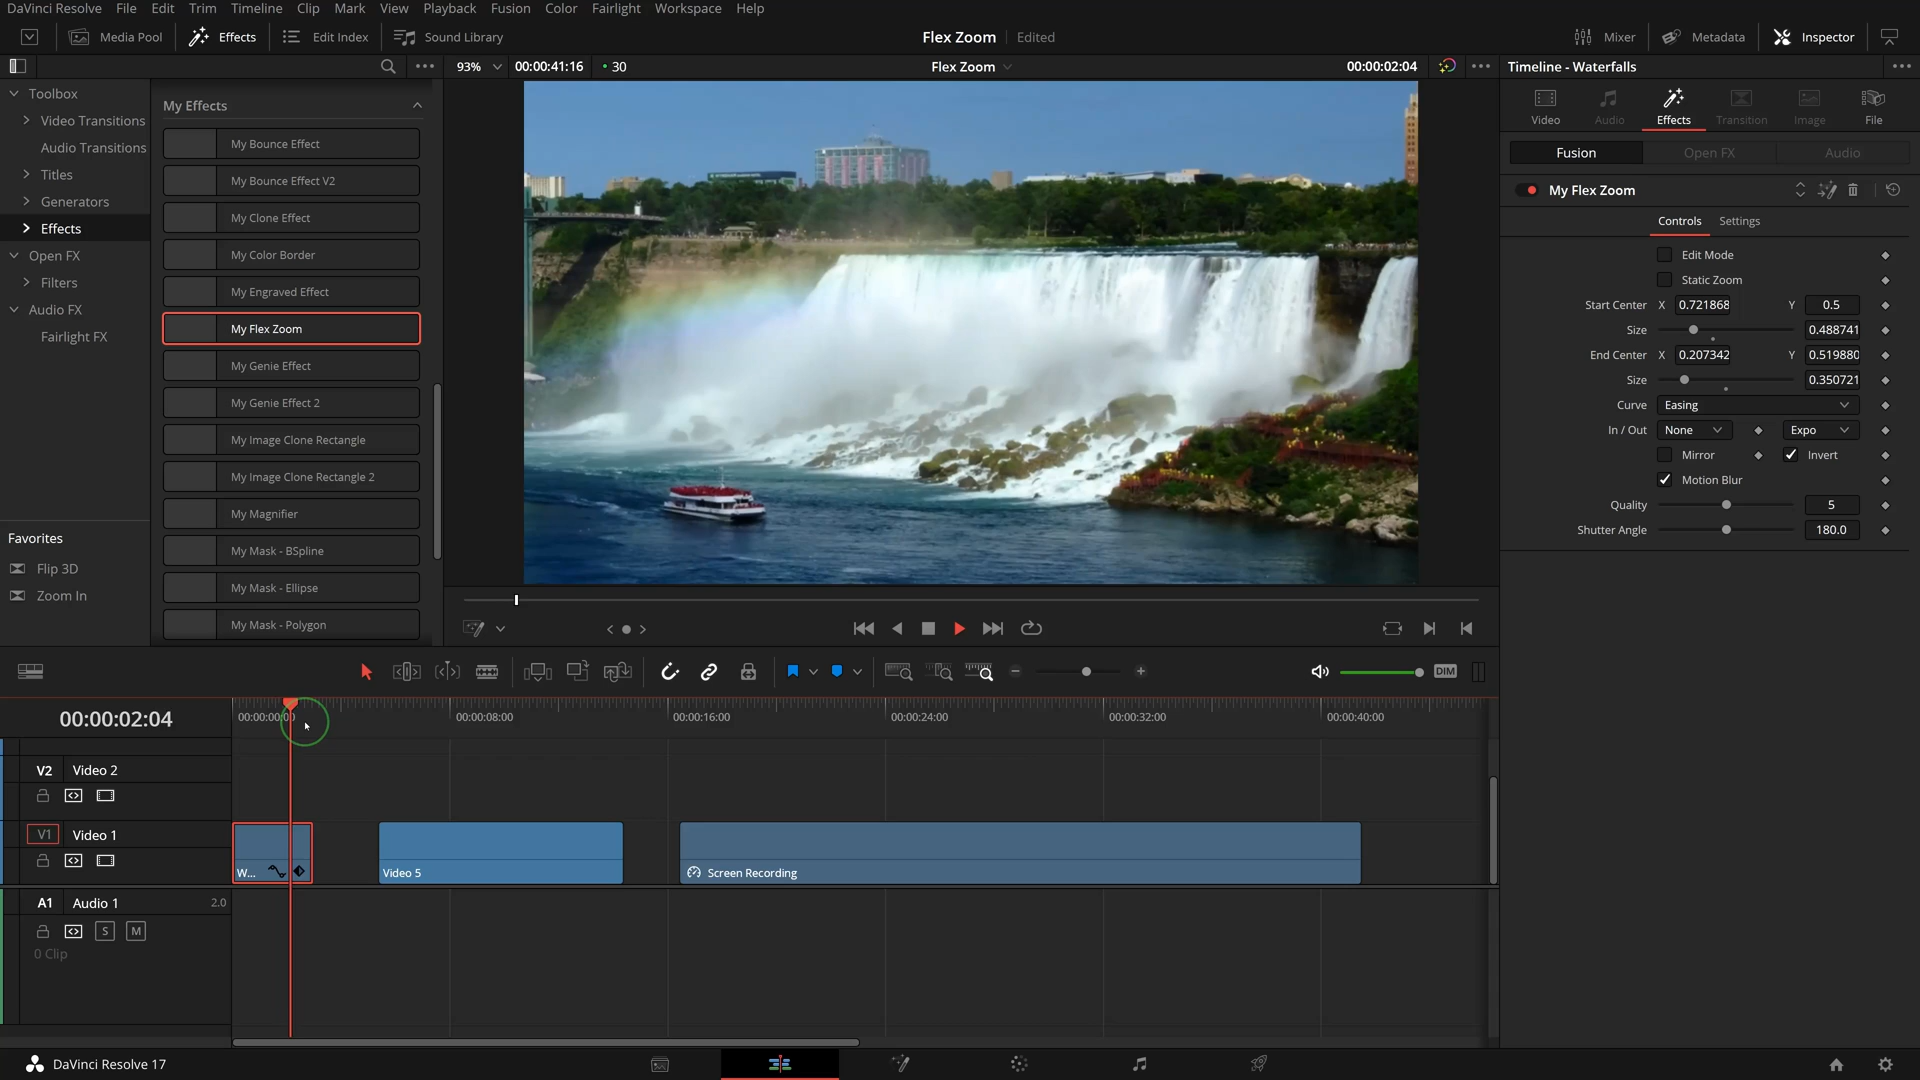 DaVinci Resolve File Edit Trim Timeline Clip Mark View Playback Fusion Color Fairlight Workspace Help
Media Pool Effects Edit Index Sound Library
Flex Zoom Edited
Mixer Metadata Inspector
93% 00:00:41:16 30 Flex Zoom 00:00:02:04
Timeline - Waterfalls
Toolbox
Video Transitions
Audio Transitions
Titles
Generators
Effects
Open FX
Filters
Audio FX
Fairlight FX
Favorites
Flip 3D
Zoom In
My Effects
My Bounce Effect
My Bounce Effect V2
My Clone Effect
My Color Border
My Engraved Effect
My Flex Zoom
My Genie Effect
My Genie Effect 2
My Image Clone Rectangle
My Image Clone Rectangle 2
My Magnifier
My Mask - BSpline
My Mask - Ellipse
My Mask - Polygon
Video Audio Effects Transition Image File
Fusion Open FX Audio
My Flex Zoom
Controls Settings
Edit Mode
Static Zoom
Start Center X 0.721868 Y 0.5
Size 0.488741
End Center X 0.207342 Y 0.519880
Size 0.350721
Curve Easing
In / Out None Expo
Mirror Invert
Motion Blur
Quality 5
Shutter Angle 180.0
DIM
00:00:02:04
00:00:00:0 00:00:08:00 00:00:16:00 00:00:24:00 00:00:32:00 00:00:40:00
V2 Video 2
V1 Video 1
W... Video 5 Screen Recording
A1 Audio 1 2.0
S M
0 Clip
DaVinci Resolve 17